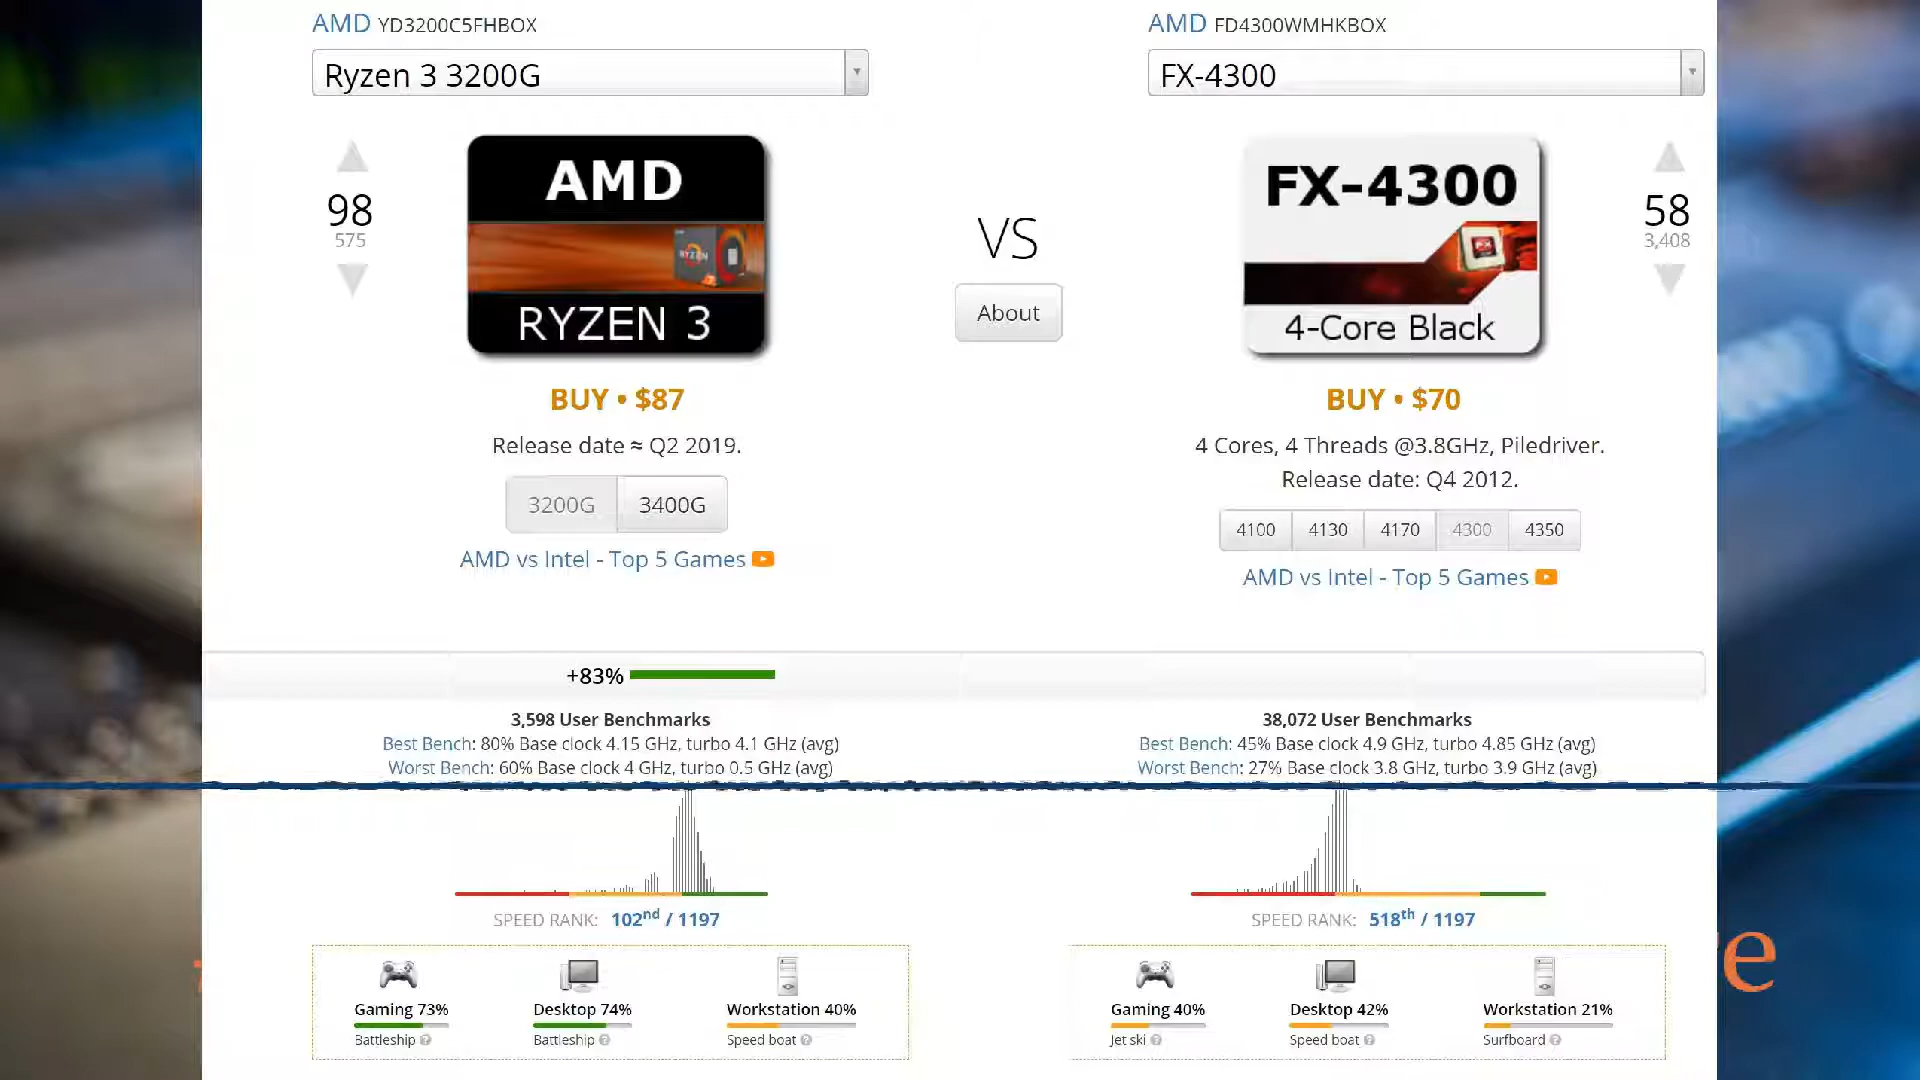 AMD YD3200C5FHBOX
Ryzen 3 3200G
98
575
AMD
RYZEN
RYZEN 3
BUY • $87
Release date ≈ Q2 2019.
3200G 3400G
AMD vs Intel - Top 5 Games
VS
About
AMD FD4300WMHKBOX
FX-4300
58
3,408
FX-4300
FX
4-Core Black
BUY • $70
4 Cores, 4 Threads @3.8GHz, Piledriver.
Release date: Q4 2012.
4100 4130 4170 4300 4350
AMD vs Intel - Top 5 Games
+83%
3,598 User Benchmarks
Best Bench: 80% Base clock 4.15 GHz, turbo 4.1 GHz (avg)
Worst Bench: 60% Base clock 4 GHz, turbo 0.5 GHz (avg)
SPEED RANK: 102nd / 1197
Gaming 73%
Battleship ?
Desktop 74%
Battleship ?
Workstation 40%
Speed boat ?
38,072 User Benchmarks
Best Bench: 45% Base clock 4.9 GHz, turbo 4.85 GHz (avg)
Worst Bench: 27% Base clock 3.8 GHz, turbo 3.9 GHz (avg)
SPEED RANK: 518th / 1197
Gaming 40%
Jet ski ?
Desktop 42%
Speed boat ?
Workstation 21%
Surfboard ?